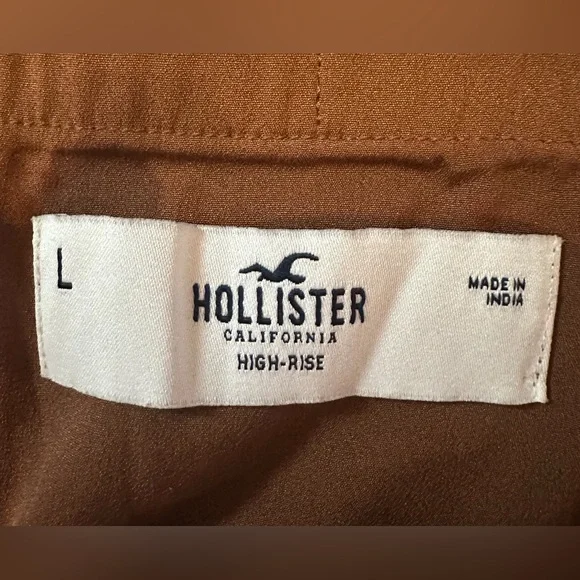 L
HOLLISTER
CALIFORNIA
HIGH-RISE
MADE IN
INDIA